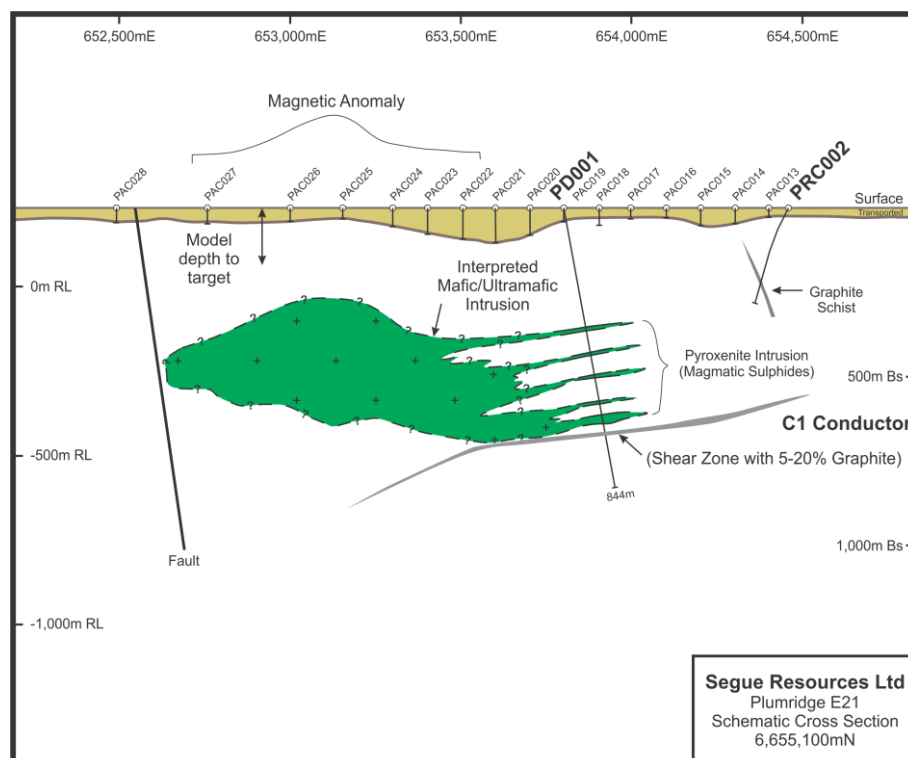 652,500mE
653,000mE
653,500mE
654,000mE
654,500mE
Magnetic Anomaly
PAC028
PAC027
PAC026
PAC025
PAC024
PAC023
PAC022
PAC021
PAC020
PD001
PAC019
PAC018
PAC017
PAC016
PAC015
PAC014
PAC013
PRC002
Surface
Transported
Model
depth to
target
Interpreted
Mafic/Ultramafic
Intrusion
0m RL
Graphite
Schist
Pyroxenite Intrusion
(Magmatic Sulphides)
500m Bs
C1 Conductor
-500m RL
(Shear Zone with 5-20% Graphite)
844m
Fault
1,000m Bs
-1,000m RL
Segue Resources Ltd
Plumridge E21
Schematic Cross Section
6,655,100mN